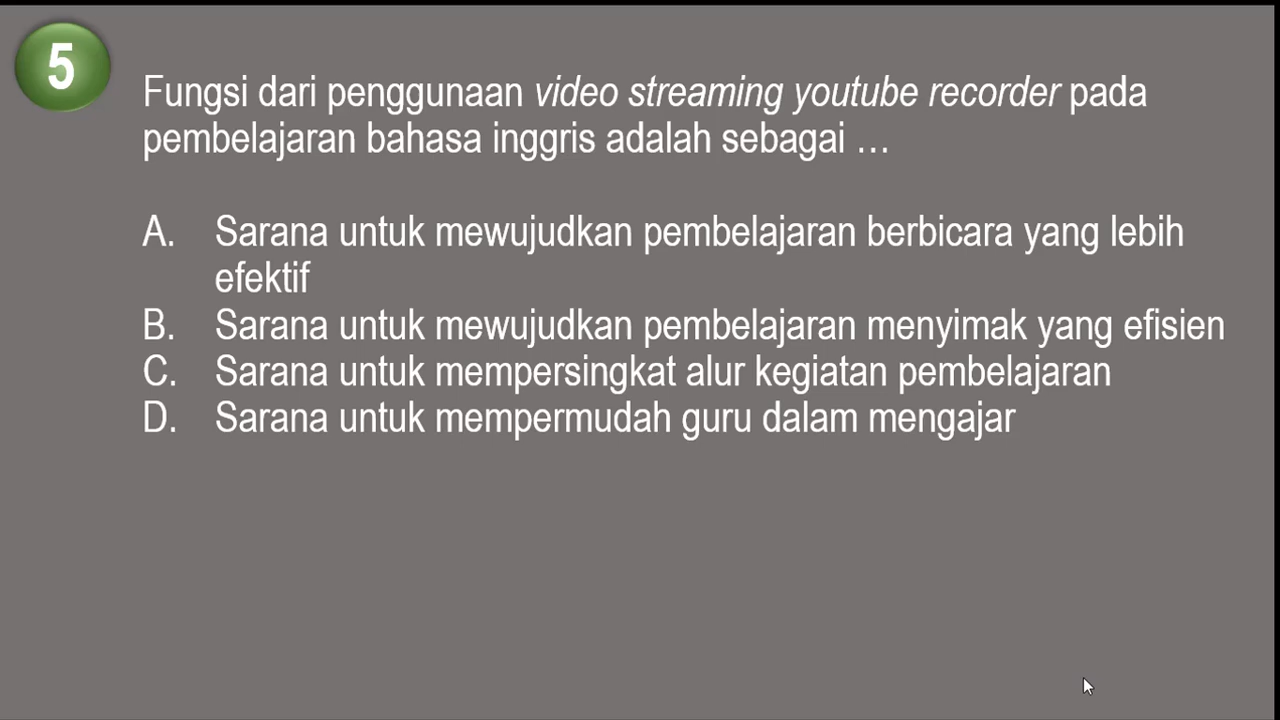 5
Fungsi dari penggunaan video streaming youtube recorder pada
pembelajaran bahasa inggris adalah sebagai …
A. Sarana untuk mewujudkan pembelajaran berbicara yang lebih
efektif
B. Sarana untuk mewujudkan pembelajaran menyimak yang efisien
C. Sarana untuk mempersingkat alur kegiatan pembelajaran
D. Sarana untuk mempermudah guru dalam mengajar